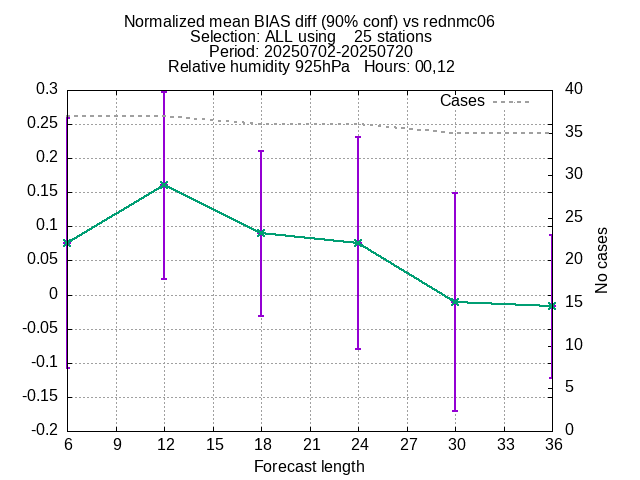 Normalized mean BIAS diff (90% conf) vs rednmc06
Selection: ALL using    25 stations
Period: 20250702-20250720
Relative humidity 925hPa   Hours: 00,12
Cases
0.3
0.25
0.2
0.15
0.1
0.05
0
-0.05
-0.1
-0.15
-0.2
40
35
30
25
20
15
10
5
0
No cases
6 9 12 15 18 21 24 27 30 33 36
Forecast length